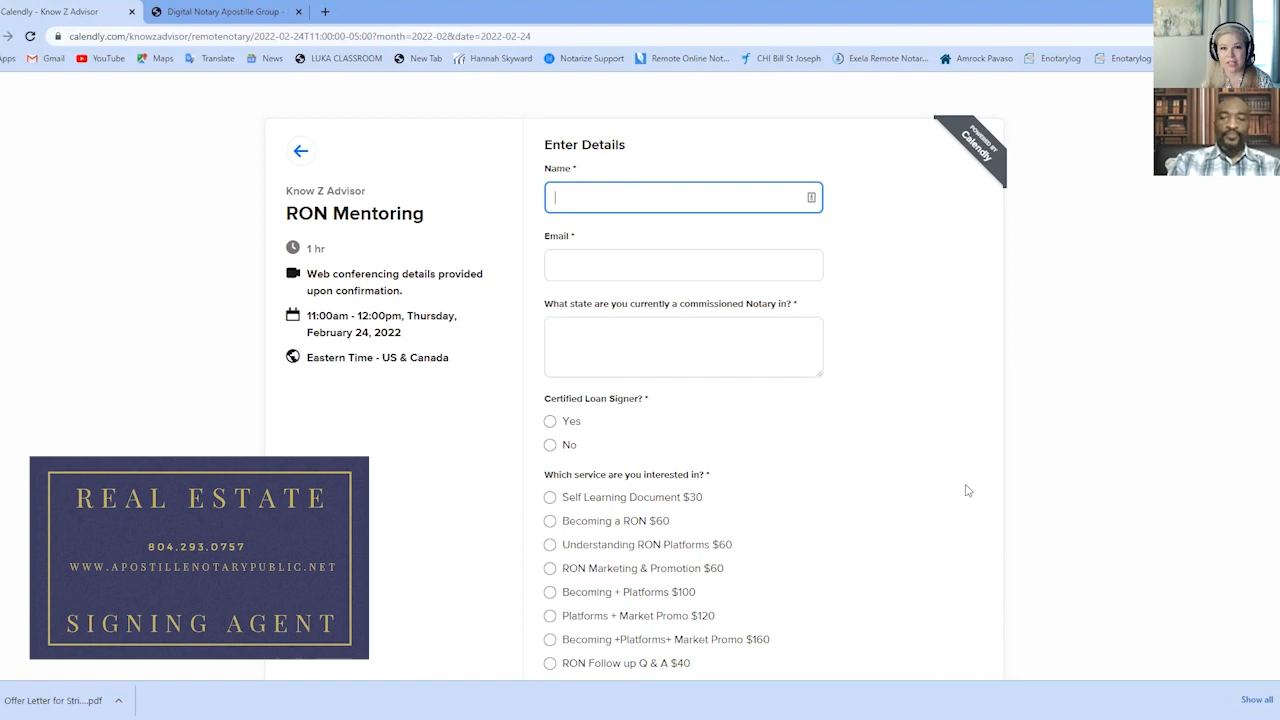 Calendly - Know Z Advisor
Digital Notary Apostille Group -
calendly.com/knowzadvisor/remotenotary/2022-02-24T11:00:00-05:00?month=2022-02&date=2022-02-24
Apps
Gmail
YouTube
Maps
Translate
News
LUKA CLASSROOM
New Tab
Hannah Skyward
Notarize Support
Remote Online Not...
CHI Bill St Joseph
Exela Remote Notar...
Amrock Pavaso
Enotarylog
Enotarylog
POWERED BY
Calendly
Know Z Advisor
RON Mentoring
1 hr
Web conferencing details provided
upon confirmation.
11:00am - 12:00pm, Thursday,
February 24, 2022
Eastern Time - US & Canada
Enter Details
Name *
Email *
What state are you currently a commissioned Notary in? *
Certified Loan Signer? *
Yes
No
Which service are you interested in? *
Self Learning Document $30
Becoming a RON $60
Understanding RON Platforms $60
RON Marketing & Promotion $60
Becoming + Platforms $100
Platforms + Market Promo $120
Becoming +Platforms+ Market Promo $160
RON Follow up Q & A $40
REAL ESTATE
804.293.0757
WWW.APOSTILLENOTARYPUBLIC.NET
SIGNING AGENT
Offer Letter for Stri....pdf
Show all